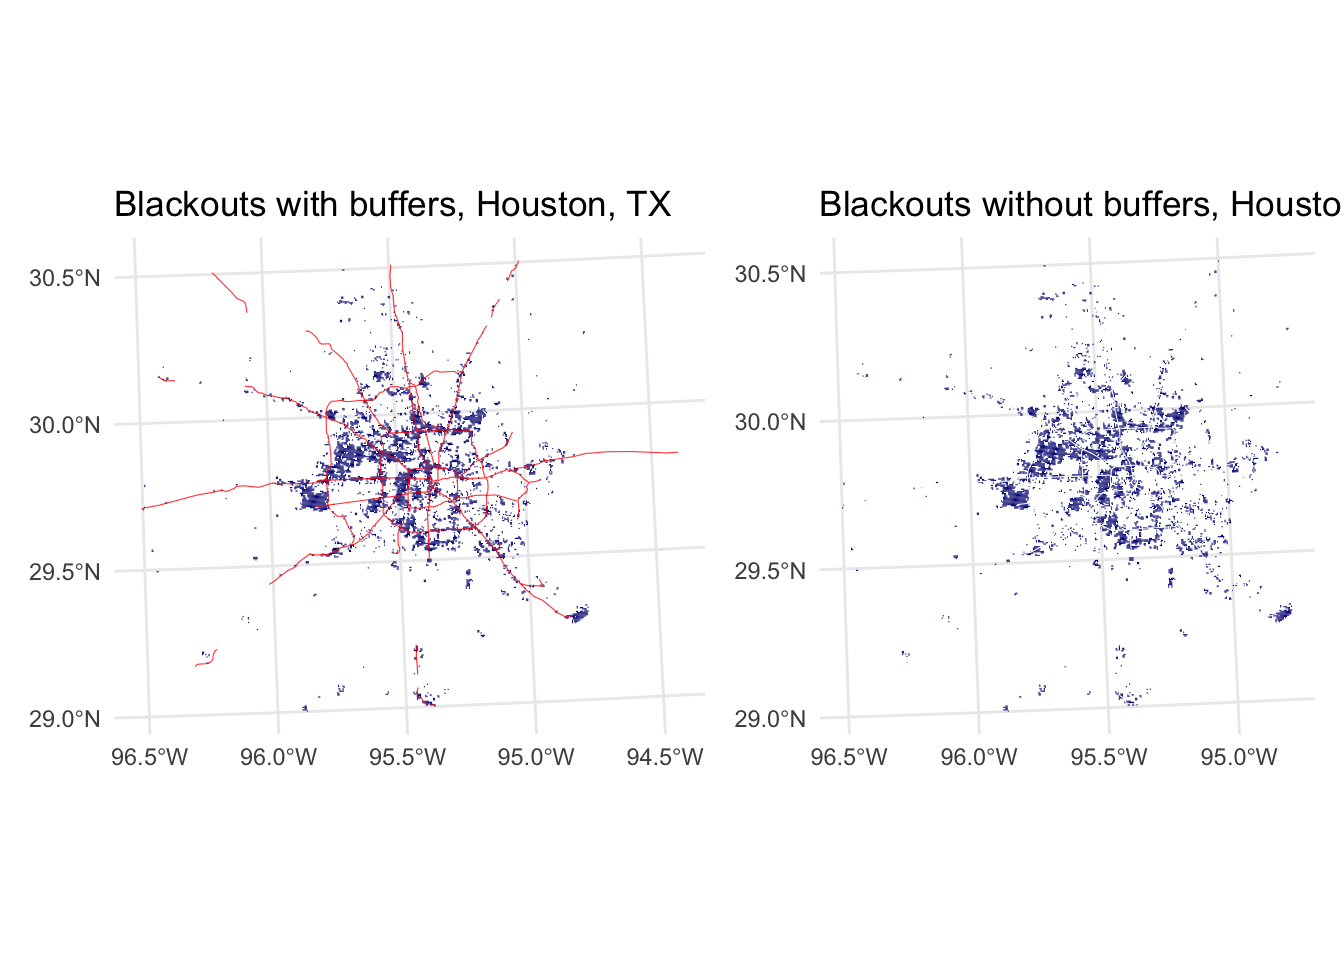 Blackouts with buffers, Houston, TX
30.5°N
30.0°N
29.5°N
29.0°N
96.5°W 96.0°W 95.5°W 95.0°W 94.5°W
Blackouts without buffers, Housto
30.5°N
30.0°N
29.5°N
29.0°N
96.5°W 96.0°W 95.5°W 95.0°W